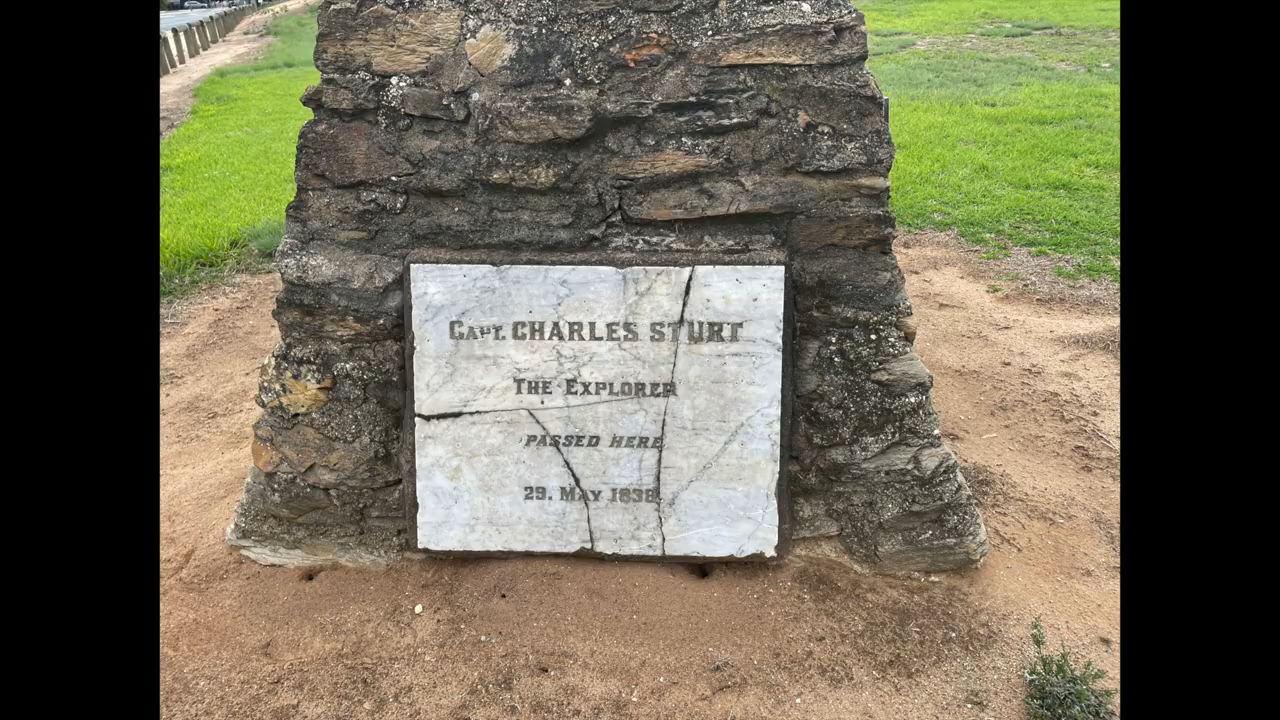 CAPT. CHARLES STURT
THE EXPLORER
PASSED HERE
29. MAY 1838.